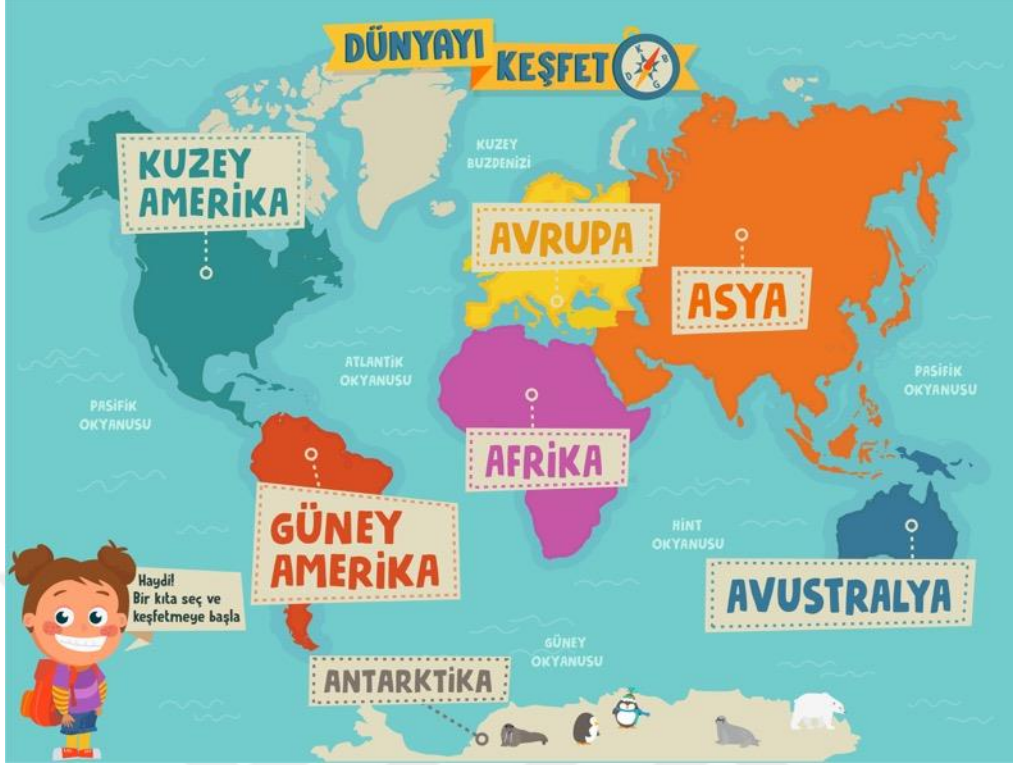 DÜNYAYI
KEŞFET
K
B
D
G
KUZEY
AMERİKA
KUZEY
BUZDENİZİ
AVRUPA
ASYA
ATLANTİK
OKYANUSU
PASİFİK
OKYANUSU
PASİFİK
OKYANUSU
AFRİKA
GÜNEY
AMERİKA
HİNT
OKYANUSU
AVUSTRALYA
Haydi!
Bir kıta seç ve
keşfetmeye başla
GÜNEY
OKYANUSU
ANTARKTİKA